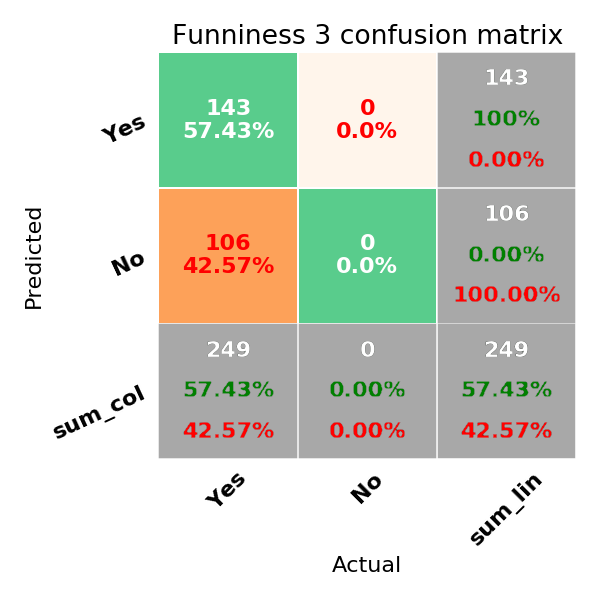 Funniness 3 confusion matrix
Predicted
Yes
143
57.43%
0
0.0%
143
100%
0.00%
No
106
42.57%
0
0.0%
106
0.00%
100.00%
sum_col
249
57.43%
42.57%
0
0.00%
0.00%
249
57.43%
42.57%
Yes
No
sum_lin
Actual